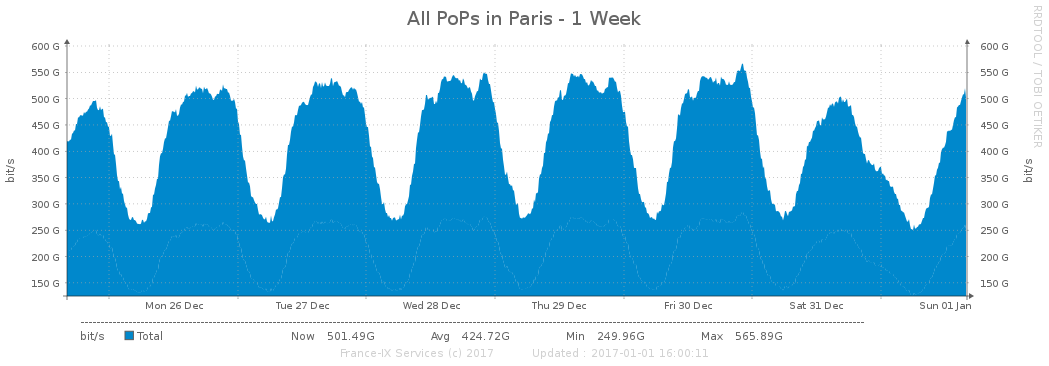 All PoPs in Paris - 1 Week
RRDTOOL / TOBI OETIKER
bit/s
600 G 600 G
550 G 550 G
500 G 500 G
450 G 450 G
400 G 400 G
350 G 350 G
300 G 300 G
250 G 250 G
200 G 200 G
150 G 150 G
bit/s
Mon 26 Dec Tue 27 Dec Wed 28 Dec Thu 29 Dec Fri 30 Dec Sat 31 Dec Sun 01 Jan
bit/s Total Now 501.49G Avg 424.72G Min 249.96G Max 565.89G
France-IX Services (c) 2017 Updated : 2017-01-01 16:00:11